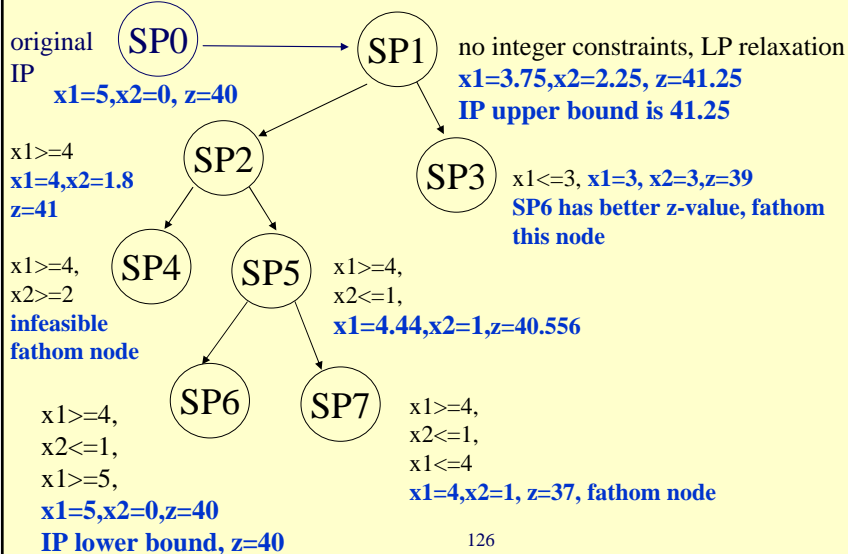 original
IP
SP0
x1=5,x2=0, z=40
SP1
no integer constraints, LP relaxation
x1=3.75,x2=2.25, z=41.25
IP upper bound is 41.25
x1>=4
x1=4,x2=1.8
z=41
SP2
SP3
x1<=3, x1=3, x2=3,z=39
SP6 has better z-value, fathom
this node
x1>=4,
x2>=2
infeasible
fathom node
SP4
SP5
x1>=4,
x2<=1,
x1=4.44,x2=1,z=40.556
x1>=4,
x2<=1,
x1>=5,
x1=5,x2=0,z=40
IP lower bound, z=40
SP6
SP7
x1>=4,
x2<=1,
x1<=4
x1=4,x2=1, z=37, fathom node
126